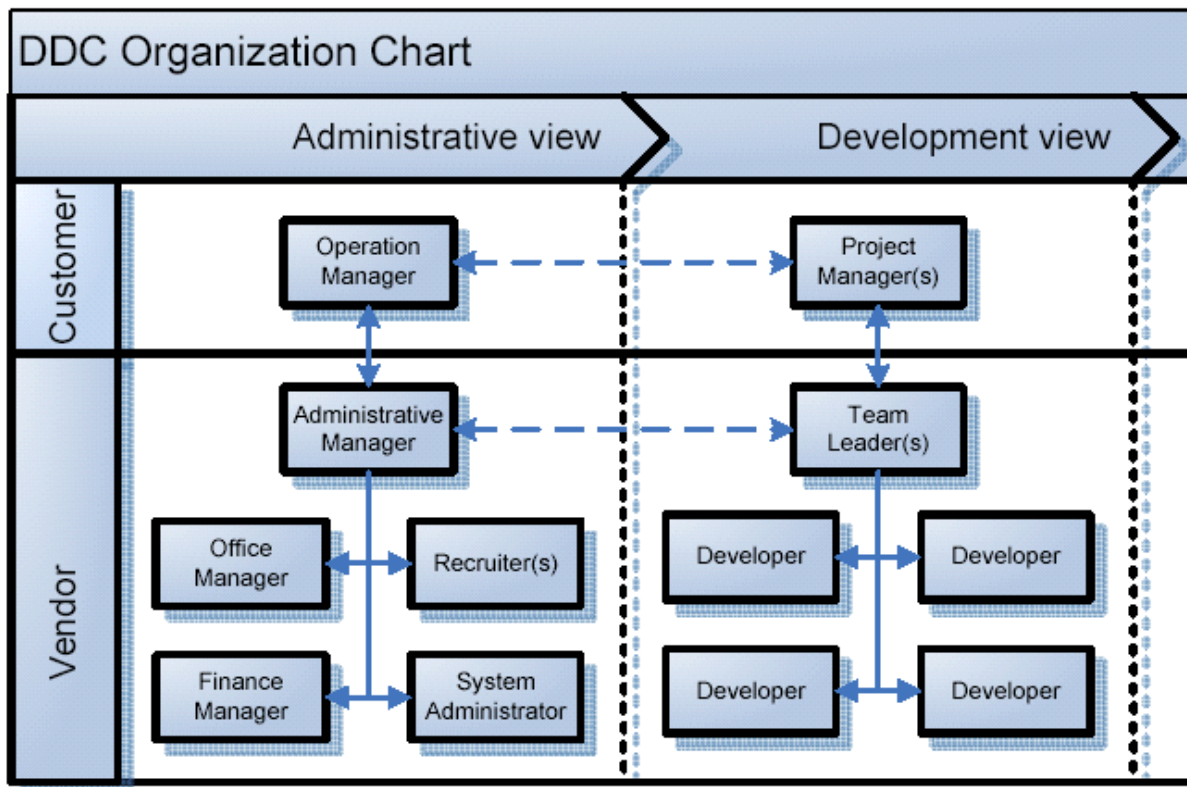 DDC Organization Chart
Administrative view
Development view
Customer
Operation
Manager
Project
Manager(s)
Vendor
Administrative
Manager
Team
Leader(s)
Office
Manager
Recruiter(s)
Developer
Developer
Finance
Manager
System
Administrator
Developer
Developer